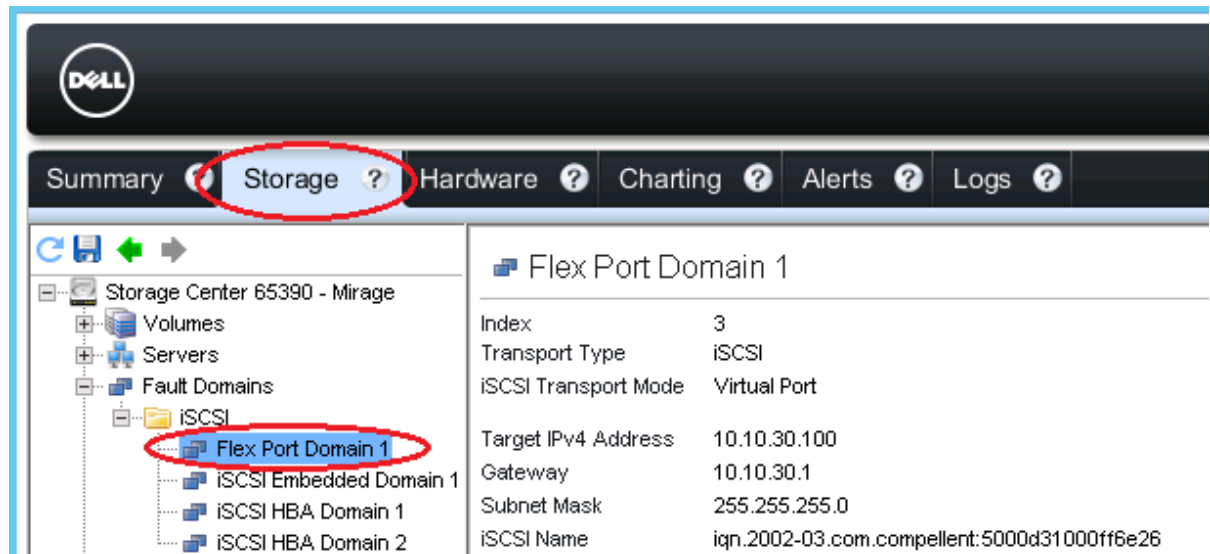 DELL
Summary ? Storage ? Hardware ? Charting ? Alerts ? Logs ?
Storage Center 65390 - Mirage
Volumes
Servers
Fault Domains
iSCSI
Flex Port Domain 1
iSCSI Embedded Domain 1
iSCSI HBA Domain 1
iSCSI HBA Domain 2
Flex Port Domain 1
Index 3
Transport Type iSCSI
iSCSI Transport Mode Virtual Port
Target IPv4 Address 10.10.30.100
Gateway 10.10.30.1
Subnet Mask 255.255.255.0
iSCSI Name iqn.2002-03.com.compellent:5000d31000ff6e26